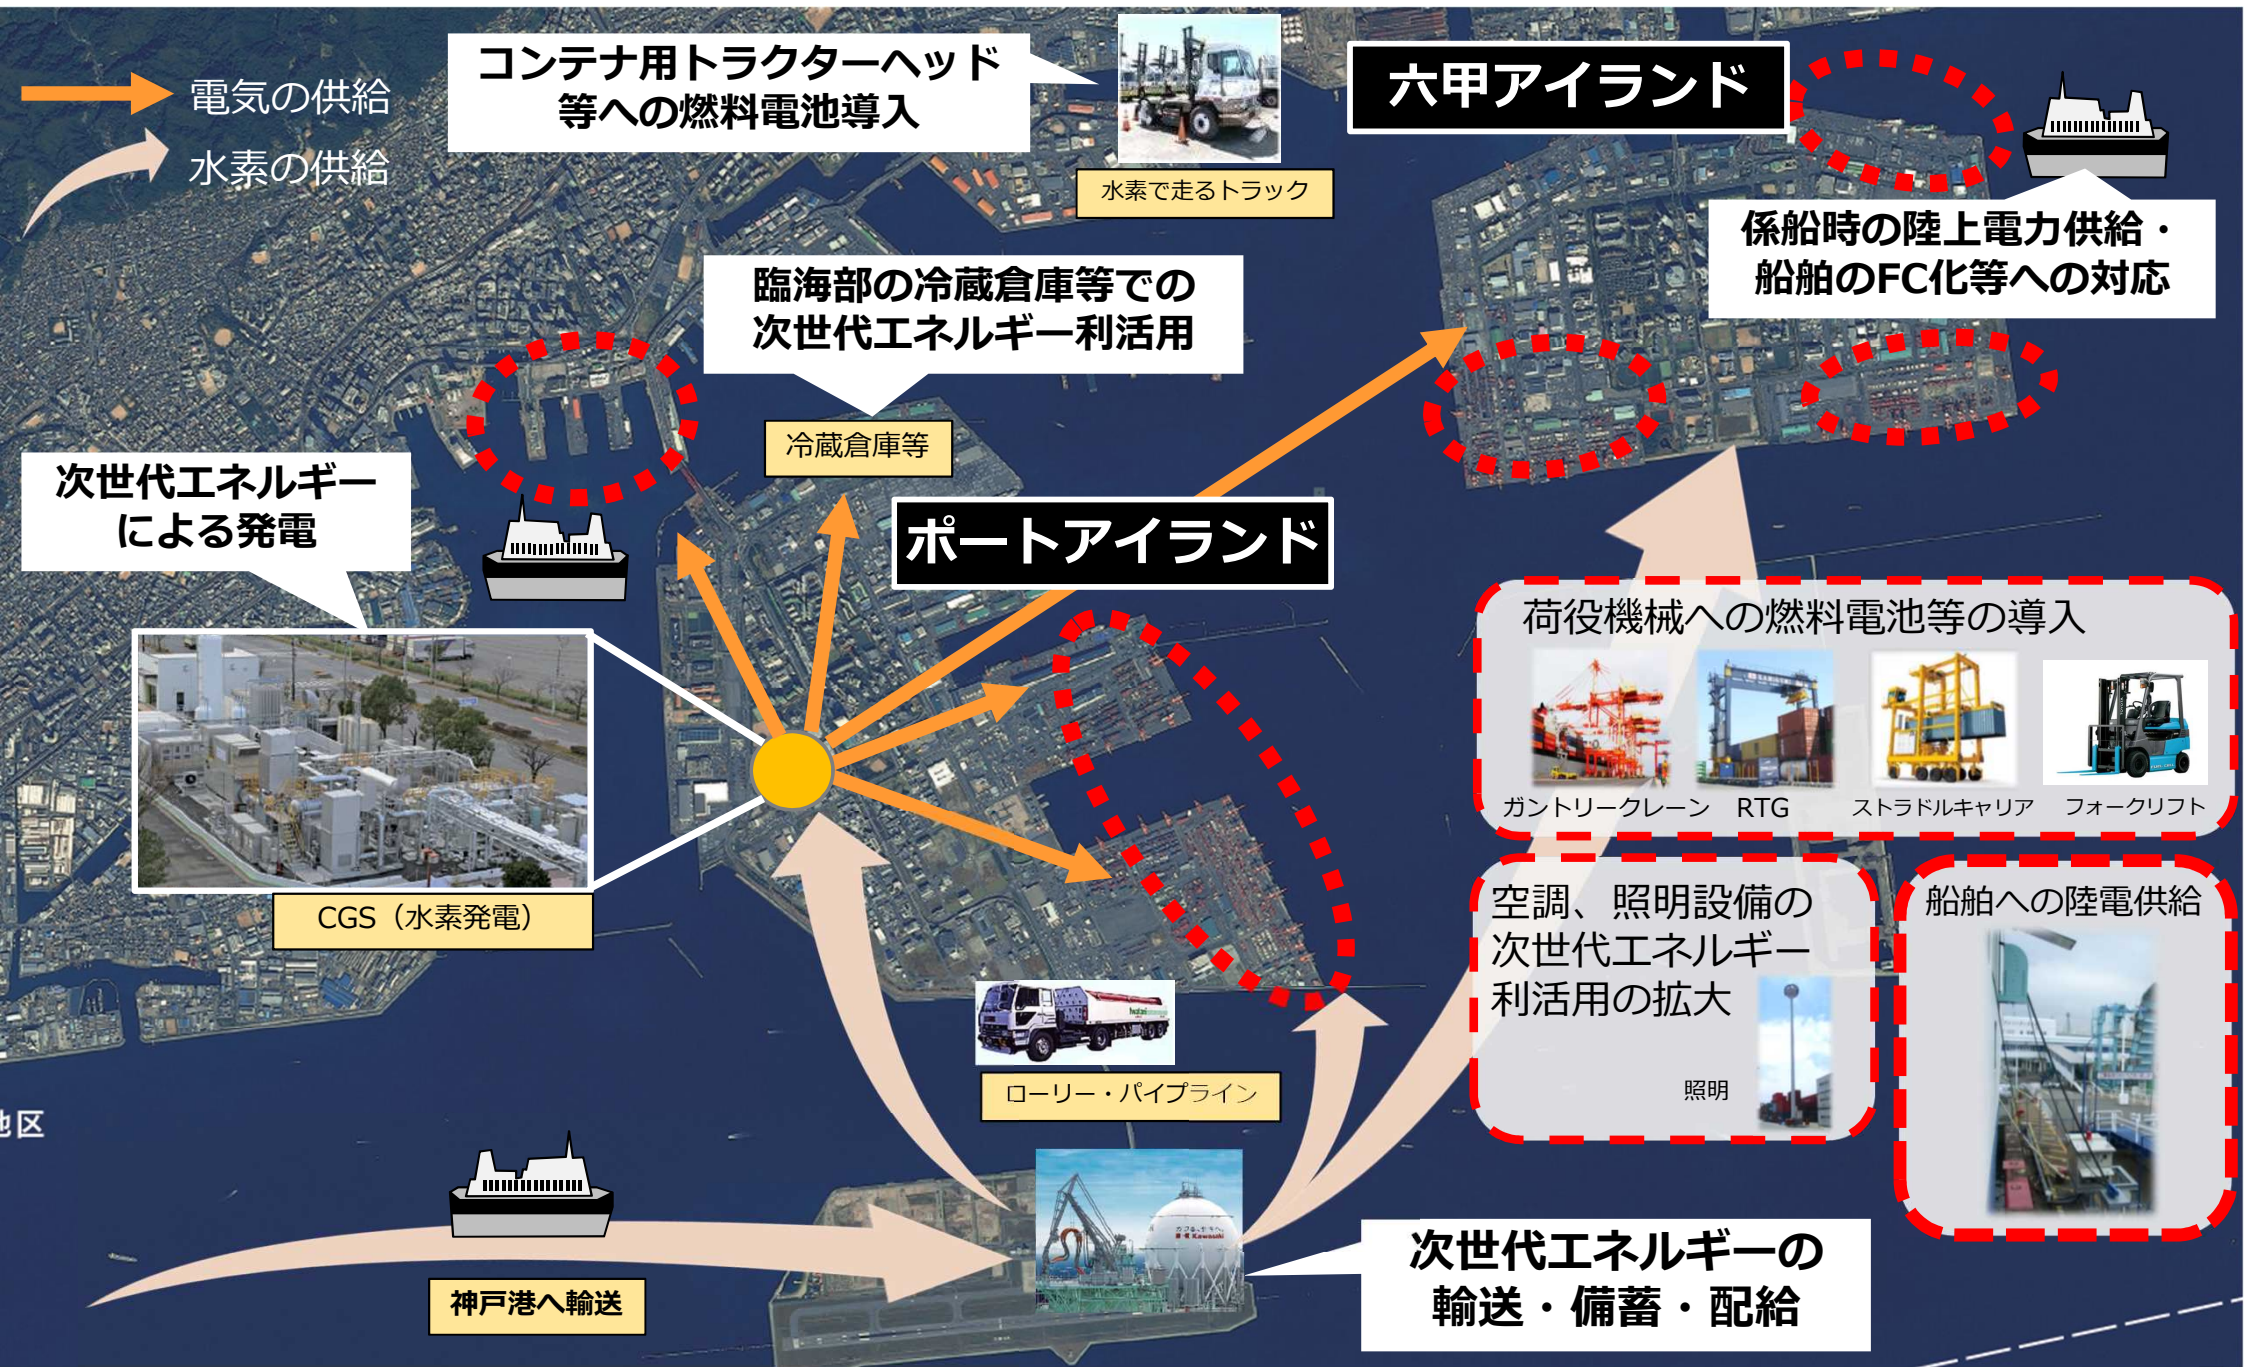 電気の供給
水素の供給
コンテナ用トラクターヘッド
等への燃料電池導入
水素で走るトラック
六甲アイランド
係船時の陸上電力供給・
船舶のFC化等への対応
臨海部の冷蔵倉庫等での
次世代エネルギー利活用
冷蔵倉庫等
次世代エネルギー
による発電
ポートアイランド
荷役機械への燃料電池等の導入
ガントリークレーン
RTG
ストラドルキャリア
フォークリフト
CGS（水素発電）
空調、照明設備の
次世代エネルギー
利活用の拡大
照明
船舶への陸電供給
Iwatani
ローリー・パイプライン
地区
Kawasaki
神戸港へ輸送
次世代エネルギーの
輸送・備蓄・配給